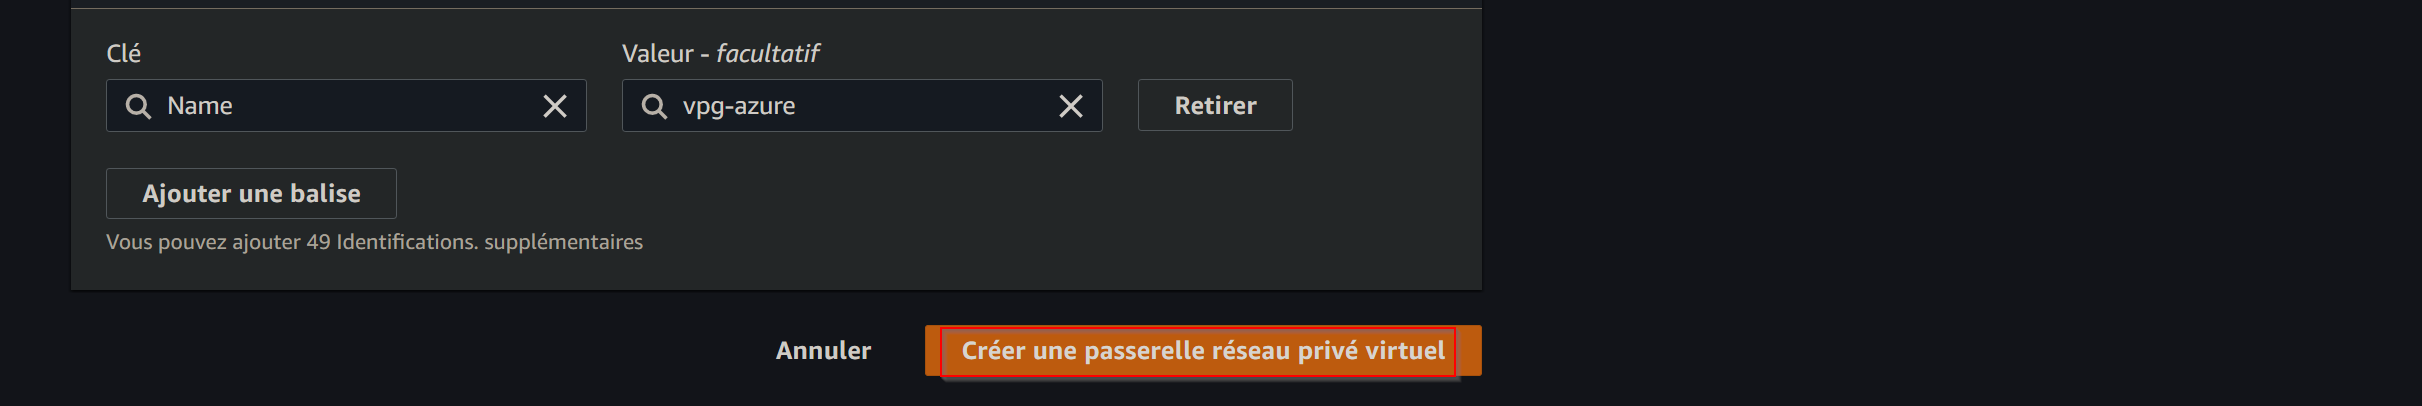 Clé
Valeur - facultatif
Name
vpg-azure
Retirer
Ajouter une balise
Vous pouvez ajouter 49 Identifications. supplémentaires
Annuler
Créer une passerelle réseau privé virtuel